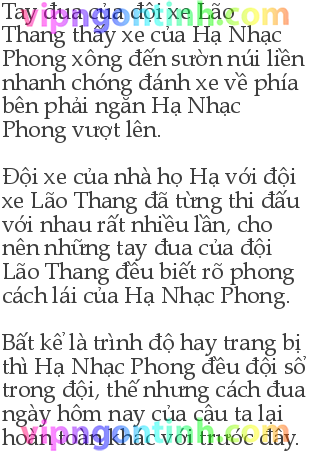 Tay đua của đội xe Lão
vipngontinh.com
Thang thấy xe của Hạ Nhạc
Phong xông đến sườn núi liền
nhanh chóng đánh xe về phía
bên phải ngăn Hạ Nhạc
Phong vượt lên.
Đội xe của nhà họ Hạ với đội
xe Lão Thang đã từng thi đấu
với nhau rất nhiều lần, cho
nên những tay đua của đội
Lão Thang đều biết rõ phong
cách lái của Hạ Nhạc Phong.
Bất kể là trình độ hay trang bị
thì Hạ Nhạc Phong đều đội sổ
trong đội, thế nhưng cách đua
ngày hôm nay của cậu ta lại
hoàn toàn khác với trước đây.
vipngontinh.com